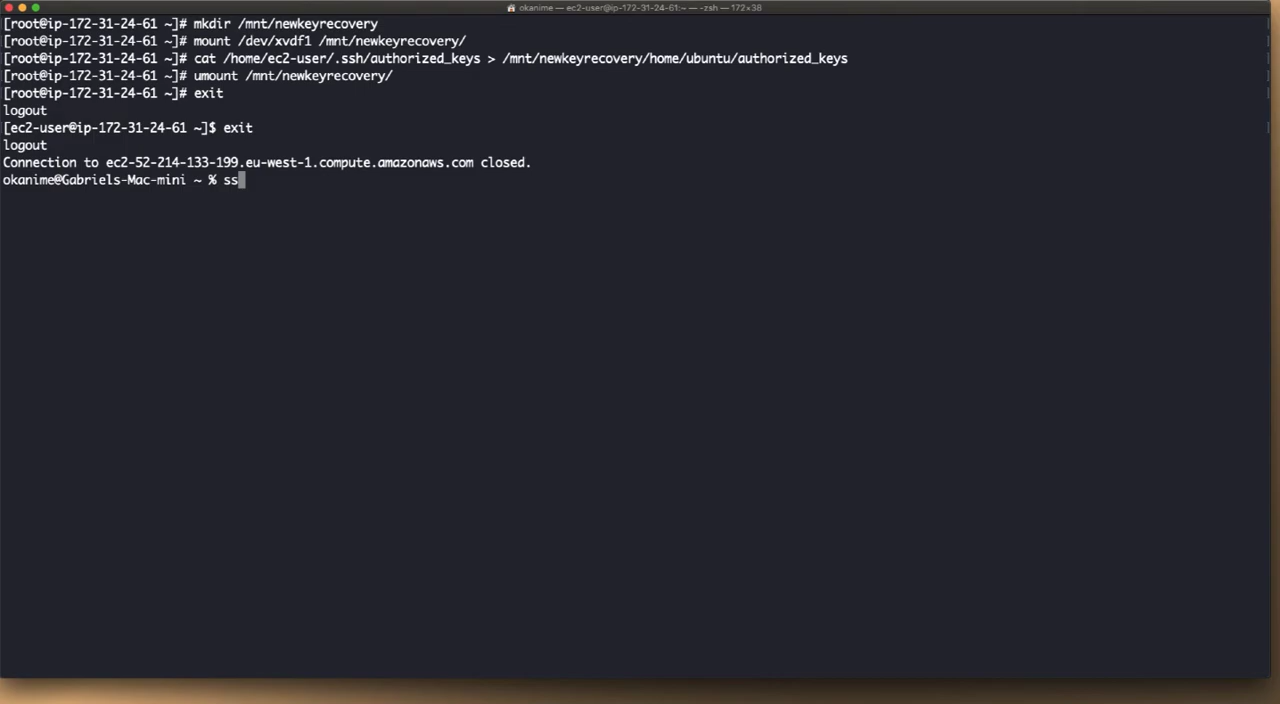 okanime — ec2-user@ip-172-31-24-61:~ — -zsh — 172×38
[root@ip-172-31-24-61 ~]# mkdir /mnt/newkeyrecovery
[root@ip-172-31-24-61 ~]# mount /dev/xvdf1 /mnt/newkeyrecovery/
[root@ip-172-31-24-61 ~]# cat /home/ec2-user/.ssh/authorized_keys > /mnt/newkeyrecovery/home/ubuntu/authorized_keys
[root@ip-172-31-24-61 ~]# umount /mnt/newkeyrecovery/
[root@ip-172-31-24-61 ~]# exit
logout
[ec2-user@ip-172-31-24-61 ~]$ exit
logout
Connection to ec2-52-214-133-199.eu-west-1.compute.amazonaws.com closed.
okanime@Gabriels-Mac-mini ~ % ss